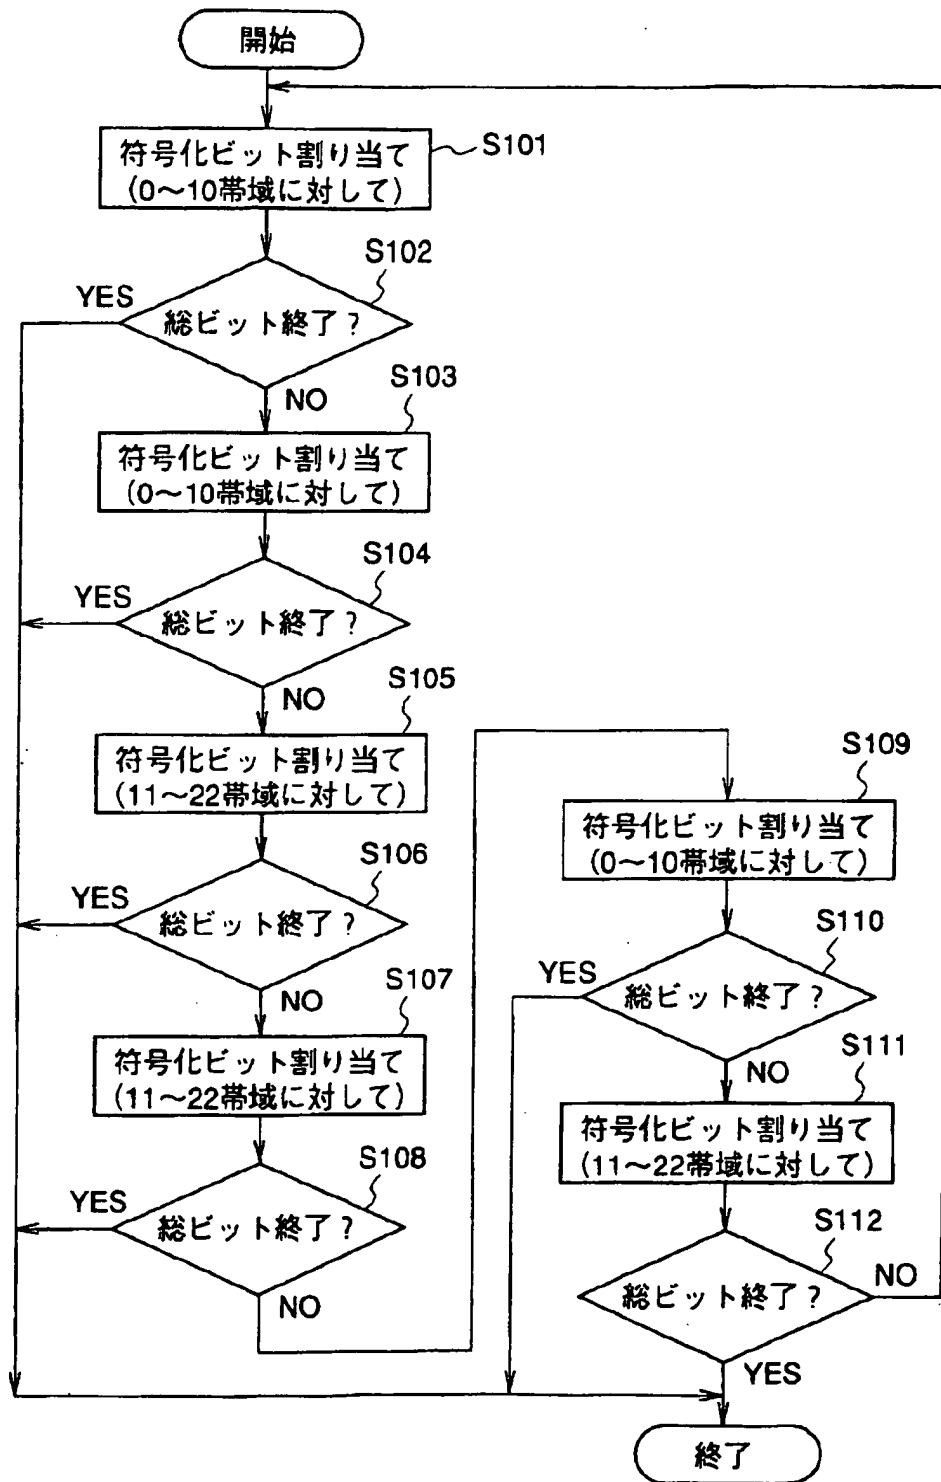 開始
符号化ビット割り当て
(0～10帯域に対して)
S101
S102
YES
総ビット終了?
NO
S103
符号化ビット割り当て
(0～10帯域に対して)
S104
YES
総ビット終了?
NO
S105
符号化ビット割り当て
(11～22帯域に対して)
S106
YES
総ビット終了?
NO
S107
符号化ビット割り当て
(11～22帯域に対して)
S108
YES
総ビット終了?
NO
S109
符号化ビット割り当て
(0～10帯域に対して)
S110
YES
総ビット終了?
NO
S111
符号化ビット割り当て
(11～22帯域に対して)
S112
総ビット終了?
NO
YES
終了